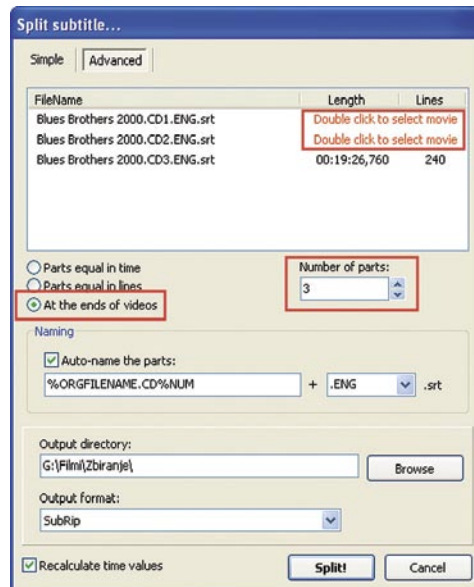 Split subtitle...
Simple Advanced
FileName Length Lines
Blues Brothers 2000.CD1.ENG.srt Double click to select movie
Blues Brothers 2000.CD2.ENG.srt Double click to select movie
Blues Brothers 2000.CD3.ENG.srt 00:19:26,760 240
Parts equal in time
Parts equal in lines
At the ends of videos
Number of parts:
3
Naming
Auto-name the parts:
%ORGFILENAME.CD%NUM + .ENG .srt
Output directory:
G:\Filmi\Zbiranje\ Browse
Output format:
SubRip
Recalculate time values Split! Cancel